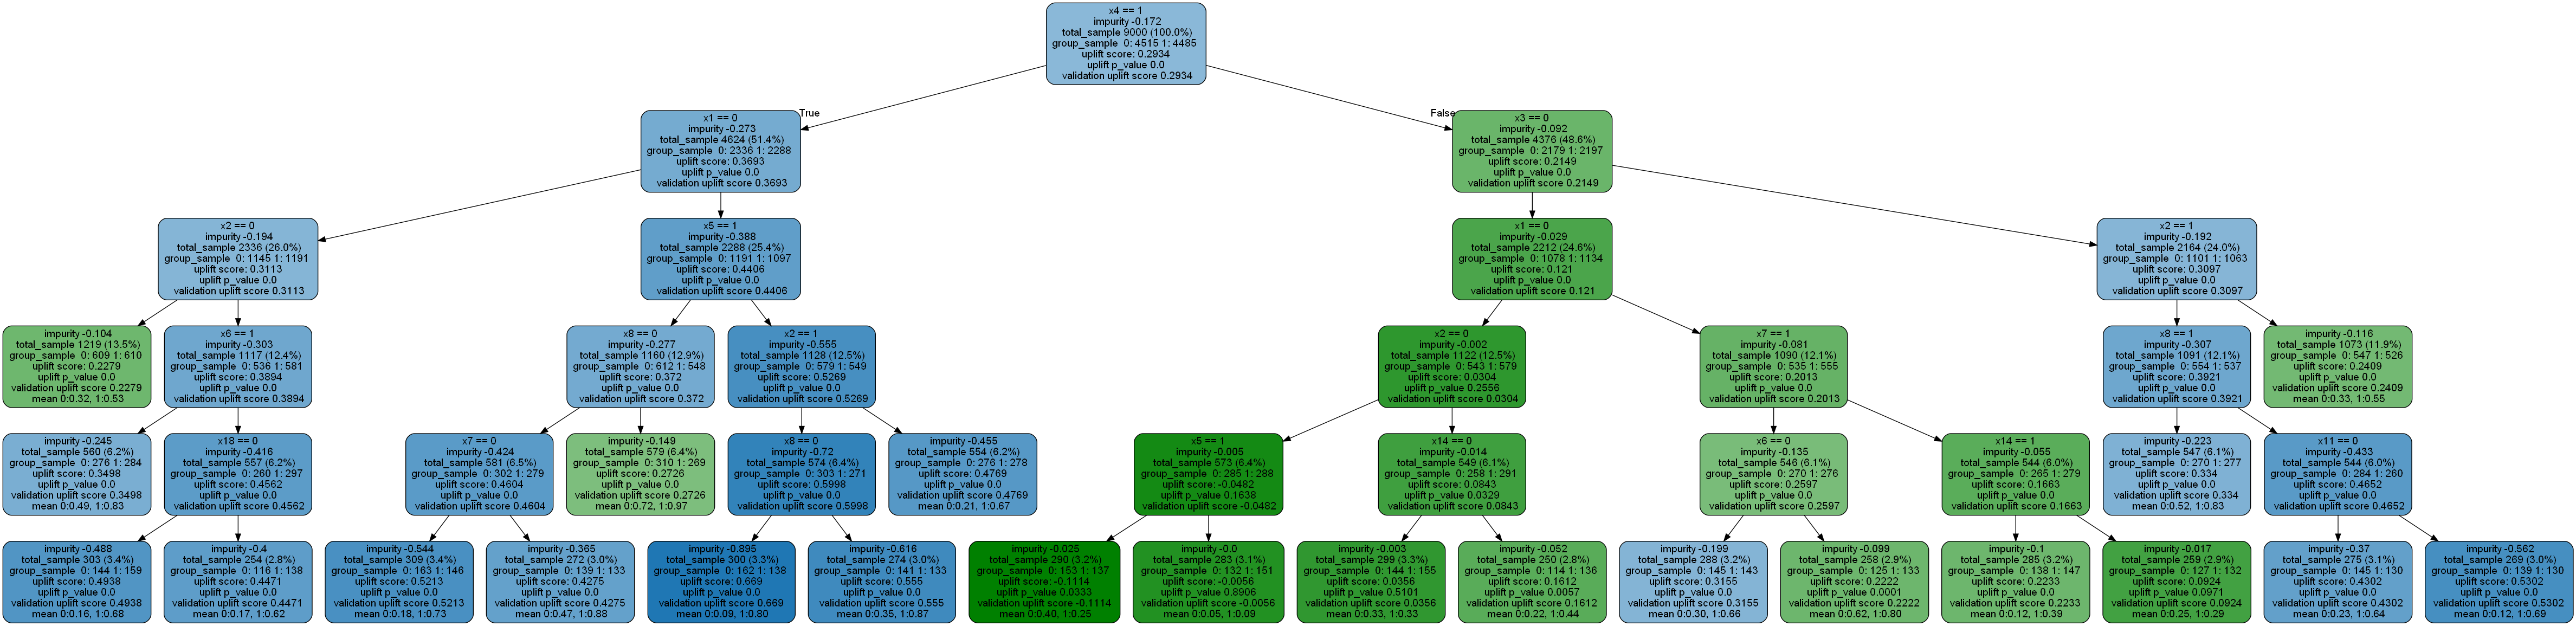 x4 == 1
impurity -0.172
total_sample 9000 (100.0%)
group_sample 0: 4515 1: 4485
uplift score: 0.2934
uplift p_value 0.0
validation uplift score 0.2934
True
False
x1 == 0
impurity -0.273
total_sample 4624 (51.4%)
group_sample 0: 2336 1: 2288
uplift score: 0.3693
uplift p_value 0.0
validation uplift score 0.3693
x3 == 0
impurity -0.092
total_sample 4376 (48.6%)
group_sample 0: 2179 1: 2197
uplift score: 0.2149
uplift p_value 0.0
validation uplift score 0.2149
x2 == 0
impurity -0.194
total_sample 2336 (26.0%)
group_sample 0: 1145 1: 1191
uplift score: 0.3113
uplift p_value 0.0
validation uplift score 0.3113
x5 == 1
impurity -0.388
total_sample 2288 (25.4%)
group_sample 0: 1191 1: 1097
uplift score: 0.4406
uplift p_value 0.0
validation uplift score 0.4406
x1 == 0
impurity -0.029
total_sample 2212 (24.6%)
group_sample 0: 1078 1: 1134
uplift score: 0.121
uplift p_value 0.0
validation uplift score 0.121
x2 == 1
impurity -0.192
total_sample 2164 (24.0%)
group_sample 0: 1101 1: 1063
uplift score: 0.3097
uplift p_value 0.0
validation uplift score 0.3097
impurity -0.104
total_sample 1219 (13.5%)
group_sample 0: 609 1: 610
uplift score: 0.2279
uplift p_value 0.0
validation uplift score 0.2279
mean 0:0.32, 1:0.53
x6 == 1
impurity -0.303
total_sample 1117 (12.4%)
group_sample 0: 536 1: 581
uplift score: 0.3894
uplift p_value 0.0
validation uplift score 0.3894
x8 == 0
impurity -0.277
total_sample 1160 (12.9%)
group_sample 0: 612 1: 548
uplift score: 0.372
uplift p_value 0.0
validation uplift score 0.372
x2 == 1
impurity -0.555
total_sample 1128 (12.5%)
group_sample 0: 579 1: 549
uplift score: 0.5269
uplift p_value 0.0
validation uplift score 0.5269
x2 == 0
impurity -0.002
total_sample 1122 (12.5%)
group_sample 0: 543 1: 579
uplift score: 0.0304
uplift p_value 0.2556
validation uplift score 0.0304
x7 == 1
impurity -0.081
total_sample 1090 (12.1%)
group_sample 0: 535 1: 555
uplift score: 0.2013
uplift p_value 0.0
validation uplift score 0.2013
x8 == 1
impurity -0.307
total_sample 1091 (12.1%)
group_sample 0: 554 1: 537
uplift score: 0.3921
uplift p_value 0.0
validation uplift score 0.3921
impurity -0.116
total_sample 1073 (11.9%)
group_sample 0: 547 1: 526
uplift score: 0.2409
uplift p_value 0.0
validation uplift score 0.2409
mean 0:0.33, 1:0.55
impurity -0.245
total_sample 560 (6.2%)
group_sample 0: 276 1: 284
uplift score: 0.3498
uplift p_value 0.0
validation uplift score 0.3498
mean 0:0.49, 1:0.83
x18 == 0
impurity -0.416
total_sample 557 (6.2%)
group_sample 0: 260 1: 297
uplift score: 0.4562
uplift p_value 0.0
validation uplift score 0.4562
x7 == 0
impurity -0.424
total_sample 581 (6.5%)
group_sample 0: 302 1: 279
uplift score: 0.4604
uplift p_value 0.0
validation uplift score 0.4604
impurity -0.149
total_sample 579 (6.4%)
group_sample 0: 310 1: 269
uplift score: 0.2726
uplift p_value 0.0
validation uplift score 0.2726
mean 0:0.72, 1:0.97
x8 == 0
impurity -0.72
total_sample 574 (6.4%)
group_sample 0: 303 1: 271
uplift score: 0.5998
uplift p_value 0.0
validation uplift score 0.5998
impurity -0.455
total_sample 554 (6.2%)
group_sample 0: 276 1: 278
uplift score: 0.4769
uplift p_value 0.0
validation uplift score 0.4769
mean 0:0.21, 1:0.67
x5 == 1
impurity -0.005
total_sample 573 (6.4%)
group_sample 0: 285 1: 288
uplift score: -0.0482
uplift p_value 0.1638
validation uplift score -0.0482
x14 == 0
impurity -0.014
total_sample 549 (6.1%)
group_sample 0: 258 1: 291
uplift score: 0.0843
uplift p_value 0.0329
validation uplift score 0.0843
x6 == 0
impurity -0.135
total_sample 546 (6.1%)
group_sample 0: 270 1: 276
uplift score: 0.2597
uplift p_value 0.0
validation uplift score 0.2597
x14 == 1
impurity -0.055
total_sample 544 (6.0%)
group_sample 0: 265 1: 279
uplift score: 0.1663
uplift p_value 0.0
validation uplift score 0.1663
impurity -0.223
total_sample 547 (6.1%)
group_sample 0: 270 1: 277
uplift score: 0.334
uplift p_value 0.0
validation uplift score 0.334
mean 0:0.52, 1:0.83
x11 == 0
impurity -0.433
total_sample 544 (6.0%)
group_sample 0: 284 1: 260
uplift score: 0.4652
uplift p_value 0.0
validation uplift score 0.4652
impurity -0.488
total_sample 303 (3.4%)
group_sample 0: 144 1: 159
uplift score: 0.4938
uplift p_value 0.0
validation uplift score 0.4938
mean 0:0.16, 1:0.68
impurity -0.4
total_sample 254 (2.8%)
group_sample 0: 116 1: 138
uplift score: 0.4471
uplift p_value 0.0
validation uplift score 0.4471
mean 0:0.17, 1:0.62
impurity -0.544
total_sample 309 (3.4%)
group_sample 0: 163 1: 146
uplift score: 0.5213
uplift p_value 0.0
validation uplift score 0.5213
mean 0:0.18, 1:0.73
impurity -0.365
total_sample 272 (3.0%)
group_sample 0: 139 1: 133
uplift score: 0.4275
uplift p_value 0.0
validation uplift score 0.4275
mean 0:0.47, 1:0.88
impurity -0.895
total_sample 300 (3.3%)
group_sample 0: 162 1: 138
uplift score: 0.669
uplift p_value 0.0
validation uplift score 0.669
mean 0:0.09, 1:0.80
impurity -0.616
total_sample 274 (3.0%)
group_sample 0: 141 1: 133
uplift score: 0.555
uplift p_value 0.0
validation uplift score 0.555
mean 0:0.35, 1:0.87
impurity -0.025
total_sample 290 (3.2%)
group_sample 0: 153 1: 137
uplift score: -0.1114
uplift p_value 0.0333
validation uplift score -0.1114
mean 0:0.40, 1:0.25
impurity -0.0
total_sample 283 (3.1%)
group_sample 0: 132 1: 151
uplift score: -0.0056
uplift p_value 0.8906
validation uplift score -0.0056
mean 0:0.05, 1:0.09
impurity -0.003
total_sample 299 (3.3%)
group_sample 0: 144 1: 155
uplift score: 0.0356
uplift p_value 0.5101
validation uplift score 0.0356
mean 0:0.33, 1:0.33
impurity -0.052
total_sample 250 (2.8%)
group_sample 0: 114 1: 136
uplift score: 0.1612
uplift p_value 0.0057
validation uplift score 0.1612
mean 0:0.22, 1:0.44
impurity -0.199
total_sample 288 (3.2%)
group_sample 0: 145 1: 143
uplift score: 0.3155
uplift p_value 0.0
validation uplift score 0.3155
mean 0:0.30, 1:0.66
impurity -0.099
total_sample 258 (2.9%)
group_sample 0: 125 1: 133
uplift score: 0.2222
uplift p_value 0.0001
validation uplift score 0.2222
mean 0:0.62, 1:0.80
impurity -0.1
total_sample 285 (3.2%)
group_sample 0: 138 1: 147
uplift score: 0.2233
uplift p_value 0.0
validation uplift score 0.2233
mean 0:0.12, 1:0.39
impurity -0.017
total_sample 259 (2.9%)
group_sample 0: 127 1: 132
uplift score: 0.0924
uplift p_value 0.0971
validation uplift score 0.0924
mean 0:0.25, 1:0.29
impurity -0.37
total_sample 275 (3.1%)
group_sample 0: 145 1: 130
uplift score: 0.4302
uplift p_value 0.0
validation uplift score 0.4302
mean 0:0.23, 1:0.64
impurity -0.562
total_sample 269 (3.0%)
group_sample 0: 139 1: 130
uplift score: 0.5302
uplift p_value 0.0
validation uplift score 0.5302
mean 0:0.12, 1:0.69